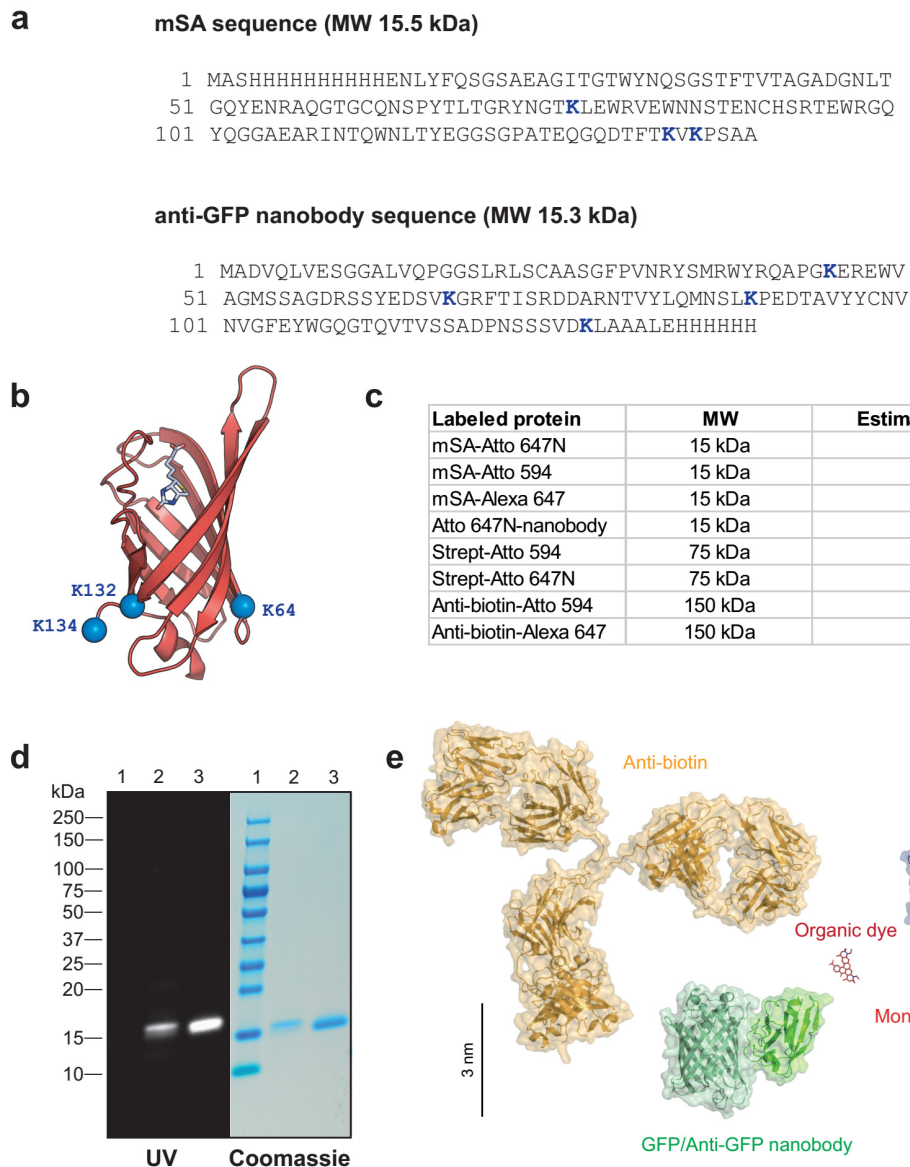 a
mSA sequence (MW 15.5 kDa)
1 MASHHHHHHHHHHENLYFQSGSAEAGITGTWYNQSGSTFTVTAGADGNLT
51 GQYENRAQGTGCQNSPYTLTGRYNGTKLEWRVEWNNSTENCHSRTEWRGQ
101 YQGGAEARINTQWNLTYEGGSGPATEQGQDTFTKVKPSAA
anti-GFP nanobody sequence (MW 15.3 kDa)
1 MADVQLVESGGALVQPGGSLRLSCAASGFPVNRYSMRWYRQAPGKEREWV
51 AGMSSAGDRSSYEDSVKGRFTISRDDARNTVYLQMNSLKPEDTAVYYCNV
101 NVGFEYWGQGTQVTVSSADPNSSSVDKLAAALEHHHHHH
b
K132
K134
K64
c
Labeled protein MW Estim
mSA-Atto 647N 15 kDa
mSA-Atto 594 15 kDa
mSA-Alexa 647 15 kDa
Atto 647N-nanobody 15 kDa
Strept-Atto 594 75 kDa
Strept-Atto 647N 75 kDa
Anti-biotin-Atto 594 150 kDa
Anti-biotin-Alexa 647 150 kDa
d
1 2 3 1 2 3
kDa
250
150
100
75
50
37
25
20
15
10
UV Coomassie
e
Anti-biotin
Organic dye
Mon
3 nm
GFP/Anti-GFP nanobody